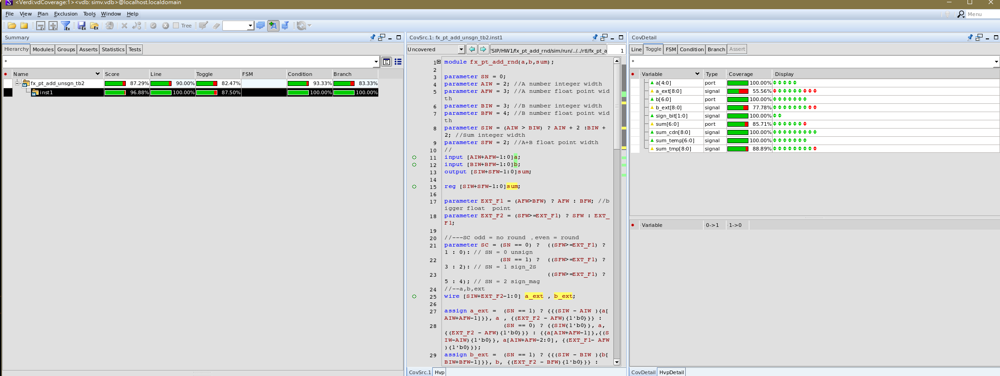 <Verdi:vdCoverage:1><vdb: simv.vdb>@localhost.localdomain
File View Plan Exclusion Tools Window Help
Menu
Tree
Summary
Hierarchy Modules Groups Asserts Statistics Tests
*
Name Score Line Toggle FSM Condition Branch
fx_pt_add_unsgn_tb2 87.29% 90.00% 82.47% 93.33% 83.33%
inst1 96.88% 100.00% 87.50% 100.00% 100.00%
CovSrc.1: fx_pt_add_unsgn_tb2.inst1
Uncovered 'SIP/HW1/fx_pt_add_rnd/sim/run/../../rtl/fx_pt_a 1
1 module fx_pt_add_rnd(a,b,sum);
2
3 parameter SN = 0;
4 parameter AIW = 2; //A number integer width
5 parameter AFW = 3; //A number float point wid
th
6 parameter BIW = 3; //B number integer width
7 parameter BFW = 4; //B number float point wid
th
8 parameter SIW = (AIW > BIW) ? AIW + 2 :BIW +
2; //Sum integer width
9 parameter SFW = 2; //A+B float point width
10 //
11 input [AIW+AFW-1:0]a;
12 input [BIW+BFW-1:0]b;
13 output [SIW+SFW-1:0]sum;
14
15 reg [SIW+SFW-1:0]sum;
16
17 parameter EXT_F1 = (AFW>BFW) ? AFW : BFW; //b
igger float  point
18 parameter EXT_F2 = (SFW>=EXT_F1) ? SFW : EXT_
F1;
19
20 //---SC odd = no round ，even = round
21 parameter SC = (SN == 0) ?  ((SFW>=EXT_F1) ?
1 : 0): // SN = 0 unsign
22 (SN == 1) ?  ((SFW>=EXT_F1) ?
3 : 2): // SN = 1 sign_2S
23 ((SFW>=EXT_F1) ?
5 : 4); // SN = 2 sign_mag
24 //--a,b,ext
25 wire [SIW+EXT_F2-1:0] a_ext , b_ext;
26
27 assign a_ext =  (SN == 1) ? {{(SIW - AIW ){a[
AIW+AFW-1]}}, a , {(EXT_F2 - AFW){1'b0}}} :
28 (SN == 0) ? {{SIW{1'b0}}, a,
{(EXT_F2 - AFW){1'b0}}} : {{a[AIW+AFW-1]},{(S
IW-AIW){1'b0}}, a[AIW+AFW-2:0], {(EXT_F1- AFW
){1'b0}}};
29 assign b_ext =  (SN == 1) ? {{(SIW - BIW ){b[
BIW+BFW-1]}}, b, {(EXT_F2 - BFW){1'b0}}} :
CovSrc.1 Hvp
CovDetail
Line Toggle FSM Condition Branch Assert
*
Variable Type Coverage Display
a[4:0] port 100.00%
a_ext[8:0] signal 55.56%
b[6:0] port 100.00%
b_ext[8:0] signal 77.78%
sign_bit[1:0] signal 100.00%
sum[6:0] port 85.71%
sum_cdn[8:0] signal 100.00%
sum_temp[6:0] signal 100.00%
sum_tmp[8:0] signal 88.89%
Variable 0->1 1->0
CovDetail HvpDetail